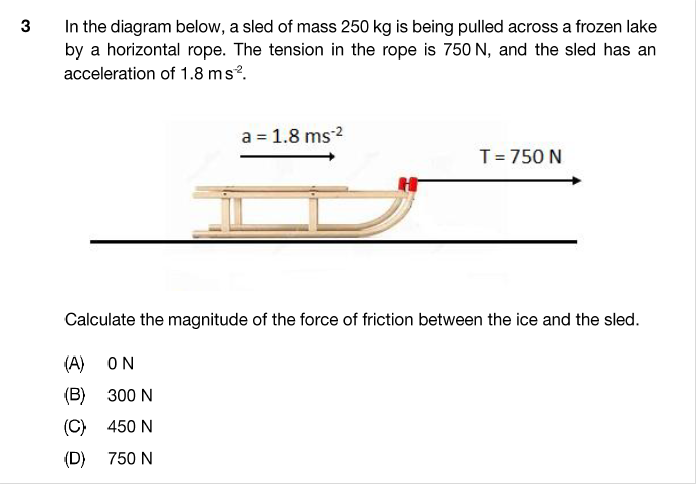 3 In the diagram below, a sled of mass 250 kg is being pulled across a frozen lake
by a horizontal rope. The tension in the rope is 750 N, and the sled has an
acceleration of 1.8 m s⁻².
a = 1.8 ms⁻²
T = 750 N
Calculate the magnitude of the force of friction between the ice and the sled.
(A) 0 N
(B) 300 N
(C) 450 N
(D) 750 N